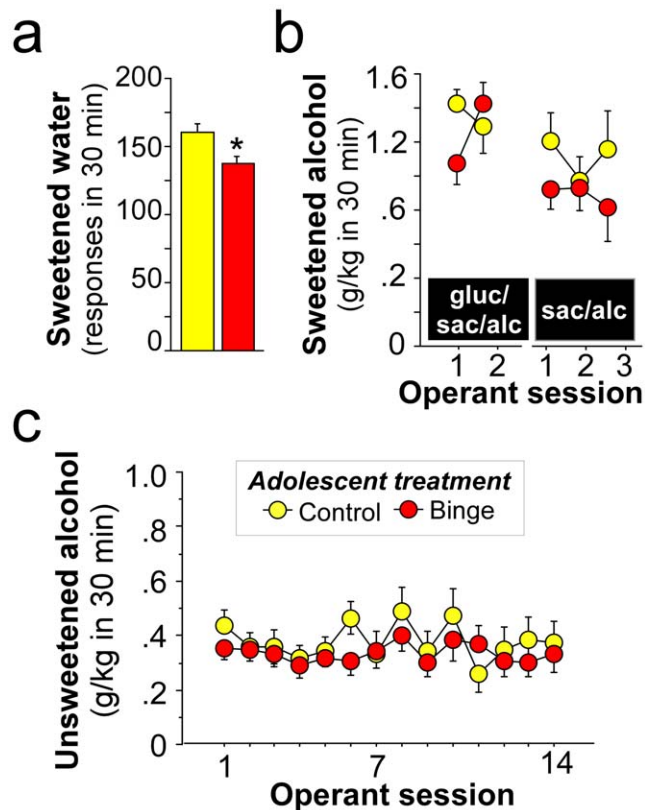 a
Sweetened water
(responses in 30 min)
200
150
100
50
0
*
b
Sweetened alcohol
(g/kg in 30 min)
1.6
1.2
.6
.2
0
gluc/
sac/alc
sac/alc
1 2 1 2 3
Operant session
c
Unsweetened alcohol
(g/kg in 30 min)
1.0
.8
.6
.4
.2
0
Adolescent treatment
Control Binge
1 7 14
Operant session